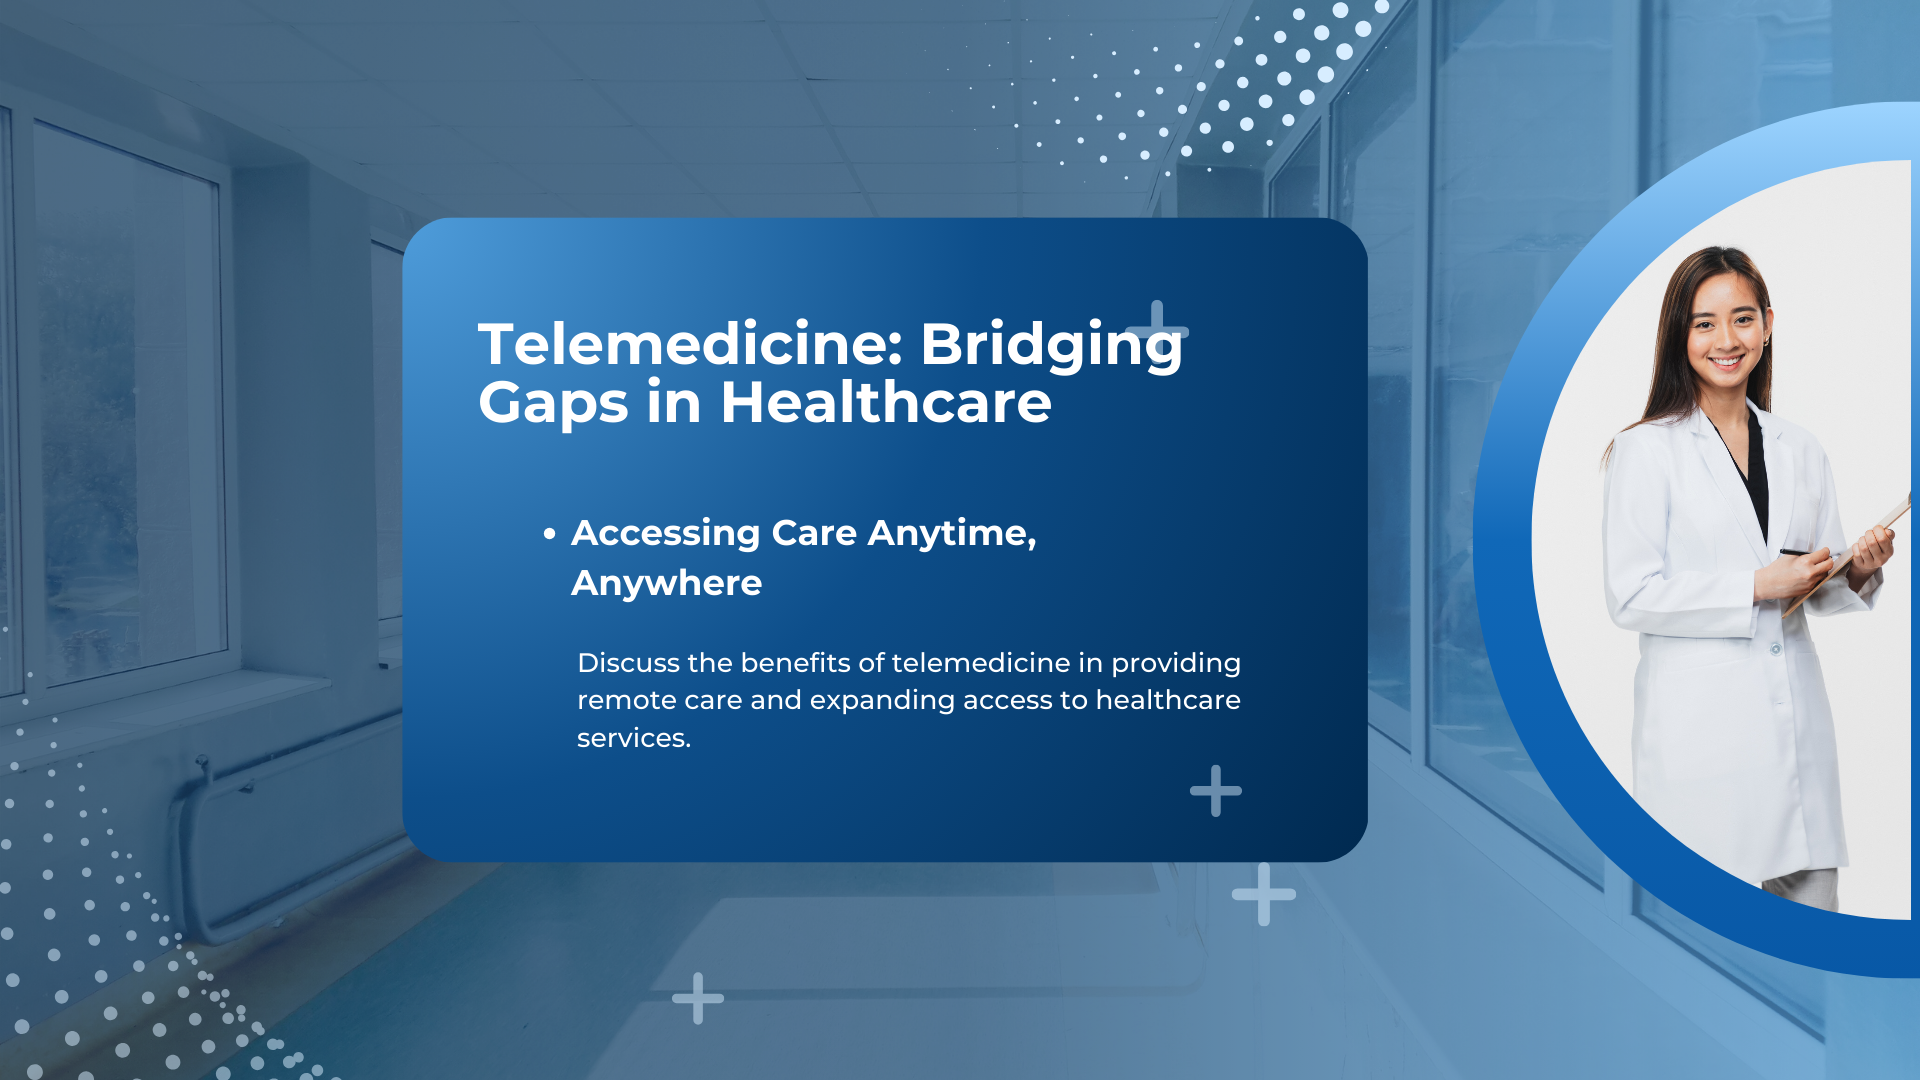 Telemedicine: Bridging
Gaps in Healthcare
• Accessing Care Anytime,
Anywhere
Discuss the benefits of telemedicine in providing
remote care and expanding access to healthcare
services.